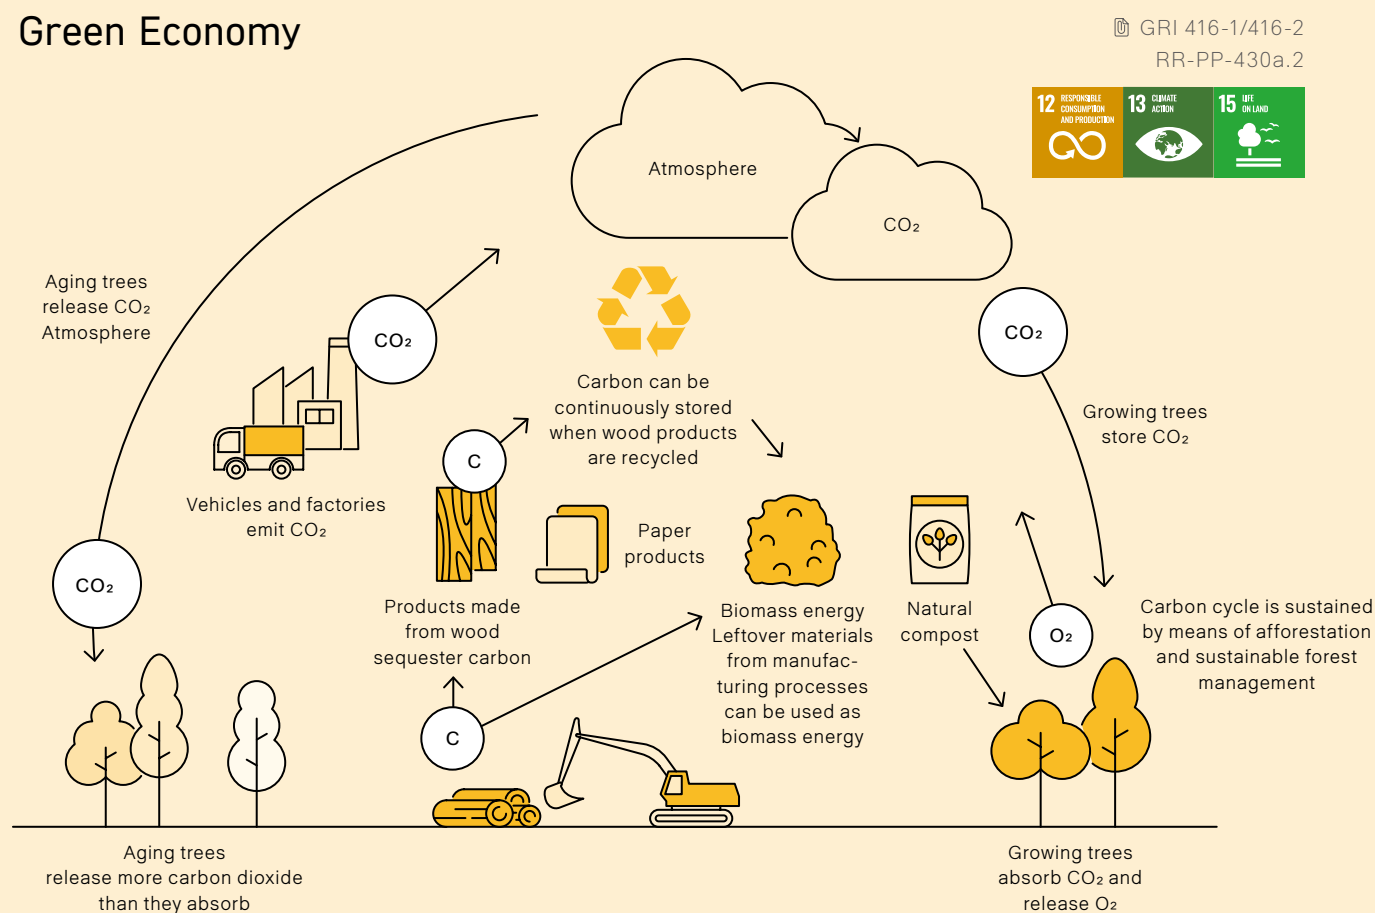 Green Economy
GRI 416-1/416-2
RR-PP-430a.2
12 RESPONSIBLE
CONSUMPTION
AND PRODUCTION
13 CLIMATE
ACTION
15 LIFE
ON LAND
Atmosphere
CO₂
Aging trees
release CO₂
Atmosphere
CO₂
CO₂
Carbon can be
continuously stored
when wood products
are recycled
Growing trees
store CO₂
C
Vehicles and factories
emit CO₂
Paper
products
CO₂
Products made
from wood
sequester carbon
Biomass energy
Leftover materials
from manufac-
turing processes
can be used as
biomass energy
Natural
compost
O₂
Carbon cycle is sustained
by means of afforestation
and sustainable forest
management
C
Aging trees
release more carbon dioxide
than they absorb
Growing trees
absorb CO₂ and
release O₂